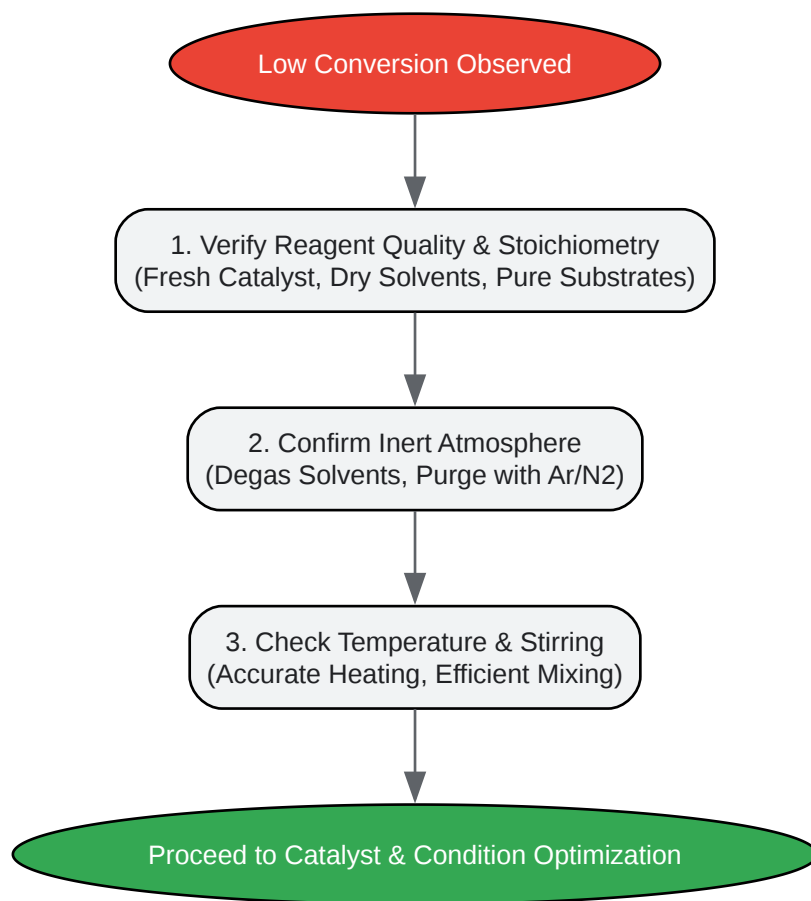 Low Conversion Observed
1. Verify Reagent Quality & Stoichiometry
(Fresh Catalyst, Dry Solvents, Pure Substrates)
2. Confirm Inert Atmosphere
(Degas Solvents, Purge with Ar/N2)
3. Check Temperature & Stirring
(Accurate Heating, Efficient Mixing)
Proceed to Catalyst & Condition Optimization